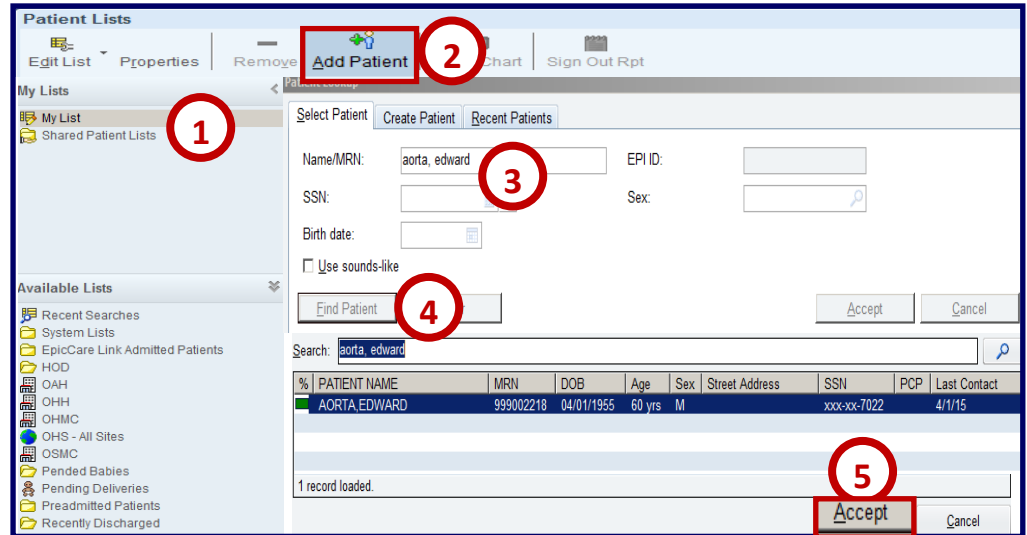 Patient Lists
Edit List Properties Remove Add Patient Chart Sign Out Rpt
2
My Lists
Patient Lookup
My List
Shared Patient Lists
1
Select Patient Create Patient Recent Patients
Name/MRN: aorta, edward EPI ID:
3
SSN: Sex:
Birth date:
Use sounds-like
Available Lists
Find Patient Accept Cancel
4
Recent Searches
System Lists
EpicCare Link Admitted Patients
HOD
OAH
OHH
OHMC
OHS - All Sites
OSMC
Pended Babies
Pending Deliveries
Preadmitted Patients
Recently Discharged
Search: aorta, edward
% PATIENT NAME MRN DOB Age Sex Street Address SSN PCP Last Contact
AORTA,EDWARD 999002218 04/01/1955 60 yrs M xxx-xx-7022 4/1/15
1 record loaded.
5
Accept Cancel